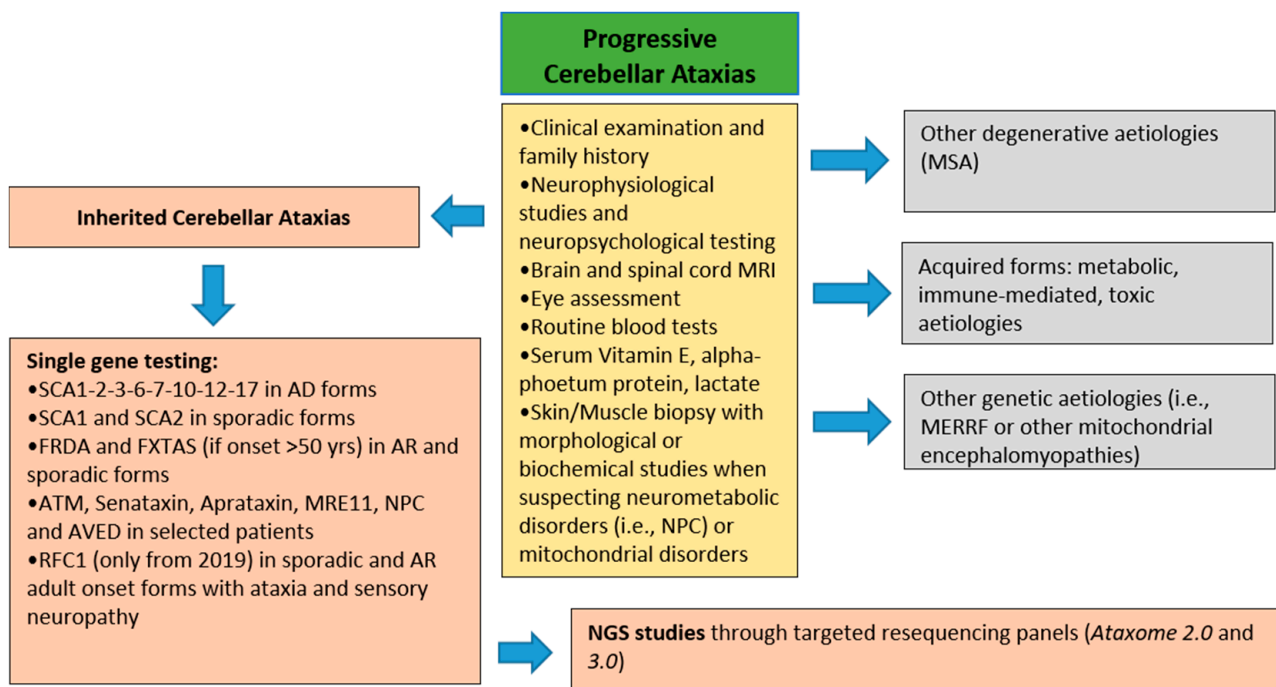 Progressive
Cerebellar Ataxias
•Clinical examination and
family history
•Neurophysiological
studies and
neuropsychological testing
•Brain and spinal cord MRI
•Eye assessment
•Routine blood tests
•Serum Vitamin E, alpha-
phoetum protein, lactate
•Skin/Muscle biopsy with
morphological or
biochemical studies when
suspecting neurometabolic
disorders (i.e., NPC) or
mitochondrial disorders
Other degenerative aetiologies
(MSA)
Acquired forms: metabolic,
immune-mediated, toxic
aetiologies
Other genetic aetiologies (i.e.,
MERRF or other mitochondrial
encephalomyopathies)
Inherited Cerebellar Ataxias
Single gene testing:
•SCA1-2-3-6-7-10-12-17 in AD forms
•SCA1 and SCA2 in sporadic forms
•FRDA and FXTAS (if onset >50 yrs) in AR and
sporadic forms
•ATM, Senataxin, Aprataxin, MRE11, NPC
and AVED in selected patients
•RFC1 (only from 2019) in sporadic and AR
adult onset forms with ataxia and sensory
neuropathy
NGS studies through targeted resequencing panels (Ataxome 2.0 and
3.0)